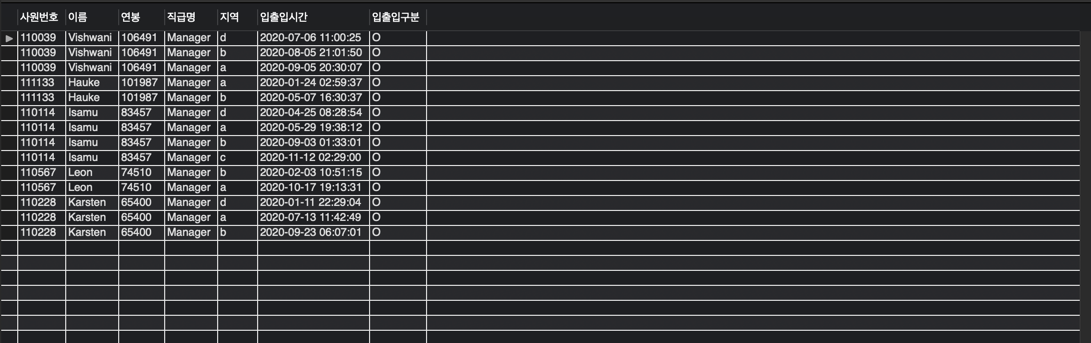 사원번호 이름 연봉 직급명 지역 입출입시간 입출입구분
110039 Vishwani 106491 Manager d 2020-07-06 11:00:25 O
110039 Vishwani 106491 Manager b 2020-08-05 21:01:50 O
110039 Vishwani 106491 Manager a 2020-09-05 20:30:07 O
111133 Hauke 101987 Manager a 2020-01-24 02:59:37 O
111133 Hauke 101987 Manager b 2020-05-07 16:30:37 O
110114 Isamu 83457 Manager d 2020-04-25 08:28:54 O
110114 Isamu 83457 Manager a 2020-05-29 19:38:12 O
110114 Isamu 83457 Manager b 2020-09-03 01:33:01 O
110114 Isamu 83457 Manager c 2020-11-12 02:29:00 O
110567 Leon 74510 Manager b 2020-02-03 10:51:15 O
110567 Leon 74510 Manager a 2020-10-17 19:13:31 O
110228 Karsten 65400 Manager d 2020-01-11 22:29:04 O
110228 Karsten 65400 Manager a 2020-07-13 11:42:49 O
110228 Karsten 65400 Manager b 2020-09-23 06:07:01 O